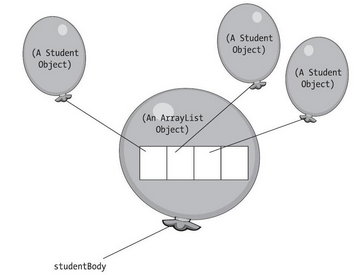 (A Student
Object)
(A Student
Object)
(A Student
Object)
(An ArrayList
Object)
studentBody